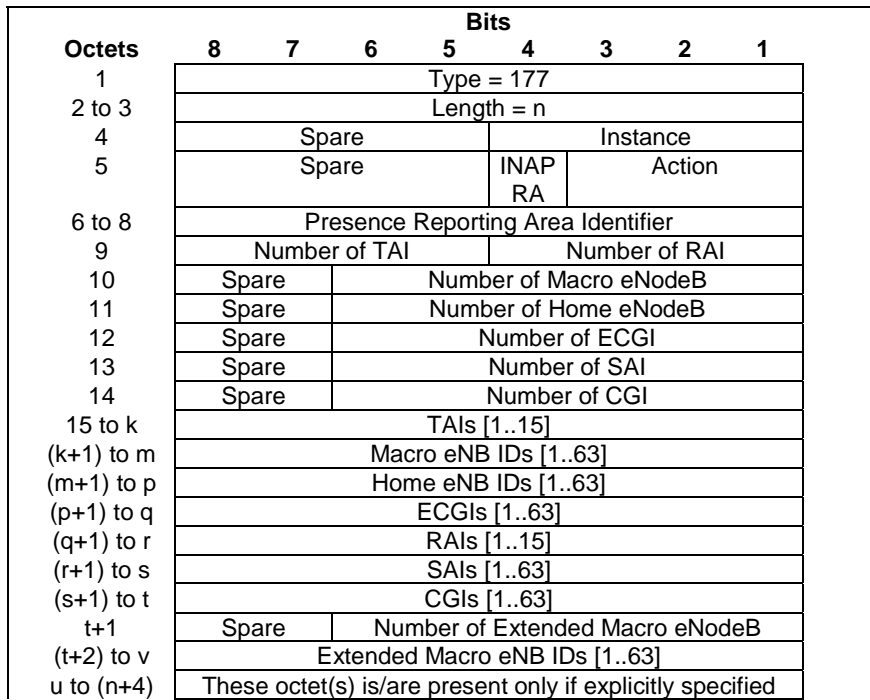 Bits
Octets 8 7 6 5 4 3 2 1
1 Type = 177
2 to 3 Length = n
4 Spare Instance
5 Spare INAP Action
RA
6 to 8 Presence Reporting Area Identifier
9 Number of TAI Number of RAI
10 Spare Number of Macro eNodeB
11 Spare Number of Home eNodeB
12 Spare Number of ECGI
13 Spare Number of SAI
14 Spare Number of CGI
15 to k TAIs [1..15]
(k+1) to m Macro eNB IDs [1..63]
(m+1) to p Home eNB IDs [1..63]
(p+1) to q ECGIs [1..63]
(q+1) to r RAIs [1..15]
(r+1) to s SAIs [1..63]
(s+1) to t CGIs [1..63]
t+1 Spare Number of Extended Macro eNodeB
(t+2) to v Extended Macro eNB IDs [1..63]
u to (n+4) These octet(s) is/are present only if explicitly specified